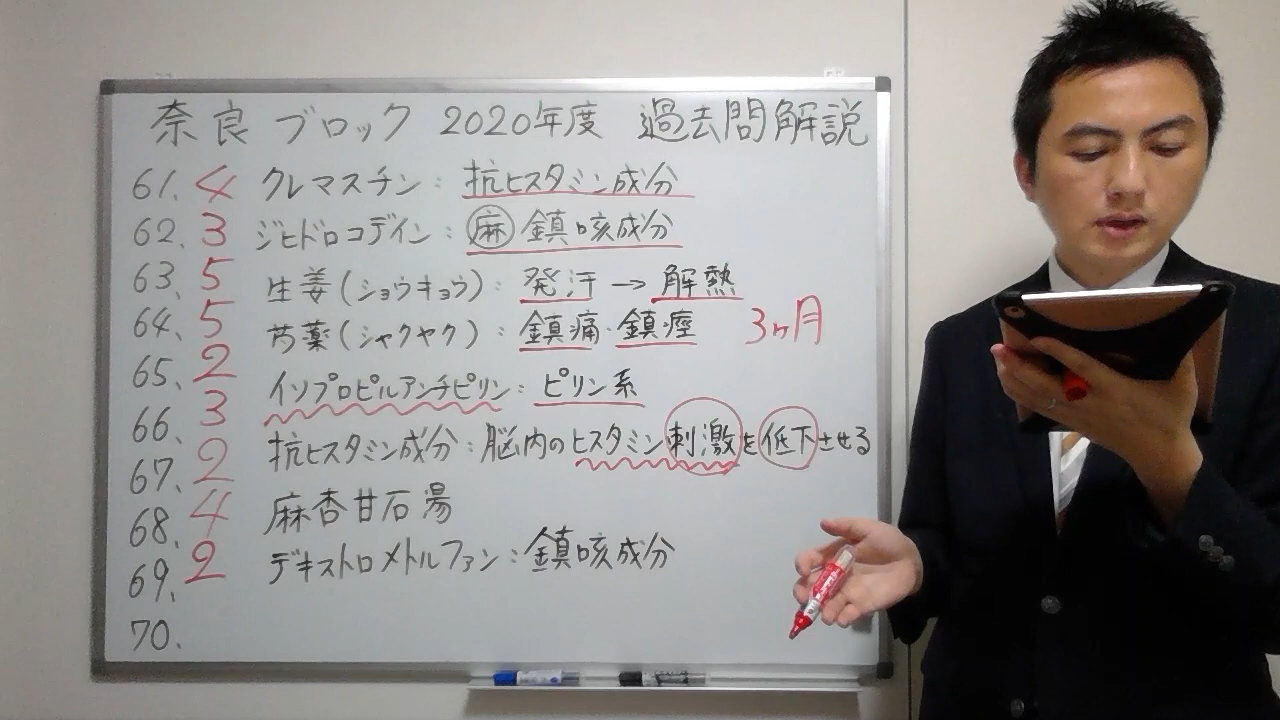 奈良ブロック 2020年度 過去問解説
61. 4 クレマスチン：抗ヒスタミン成分
62. 3 ジヒドロコデイン：麻 鎮咳成分
63. 5 生姜(ショウキョウ)：発汗→解熱
64. 5 芍薬(シャクヤク)：鎮痛・鎮痙 3ヶ月
65. 2 イソプロピルアンチピリン：ピリン系
66. 3 抗ヒスタミン成分：脳内のヒスタミン刺激を低下させる
67. 2
68. 4 麻杏甘石湯
69. 2 デキストロメトルファン：鎮咳成分
70.